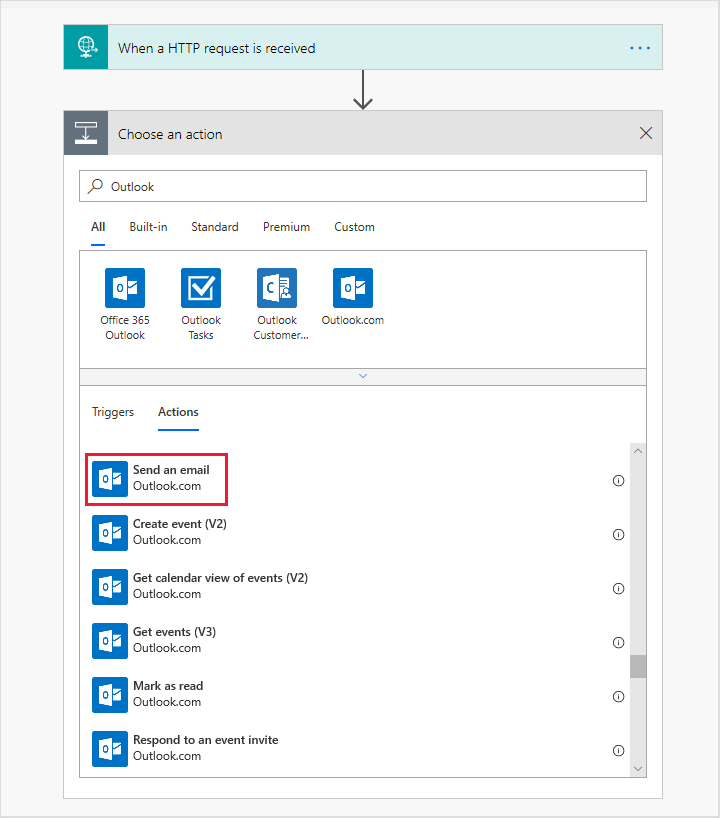 When a HTTP request is received
Choose an action
Outlook
All Built-in Standard Premium Custom
Office 365 Outlook
Outlook Tasks
Outlook Customer...
Outlook.com
Triggers Actions
Send an email
Outlook.com
Create event (V2)
Outlook.com
Get calendar view of events (V2)
Outlook.com
Get events (V3)
Outlook.com
Mark as read
Outlook.com
Respond to an event invite
Outlook.com